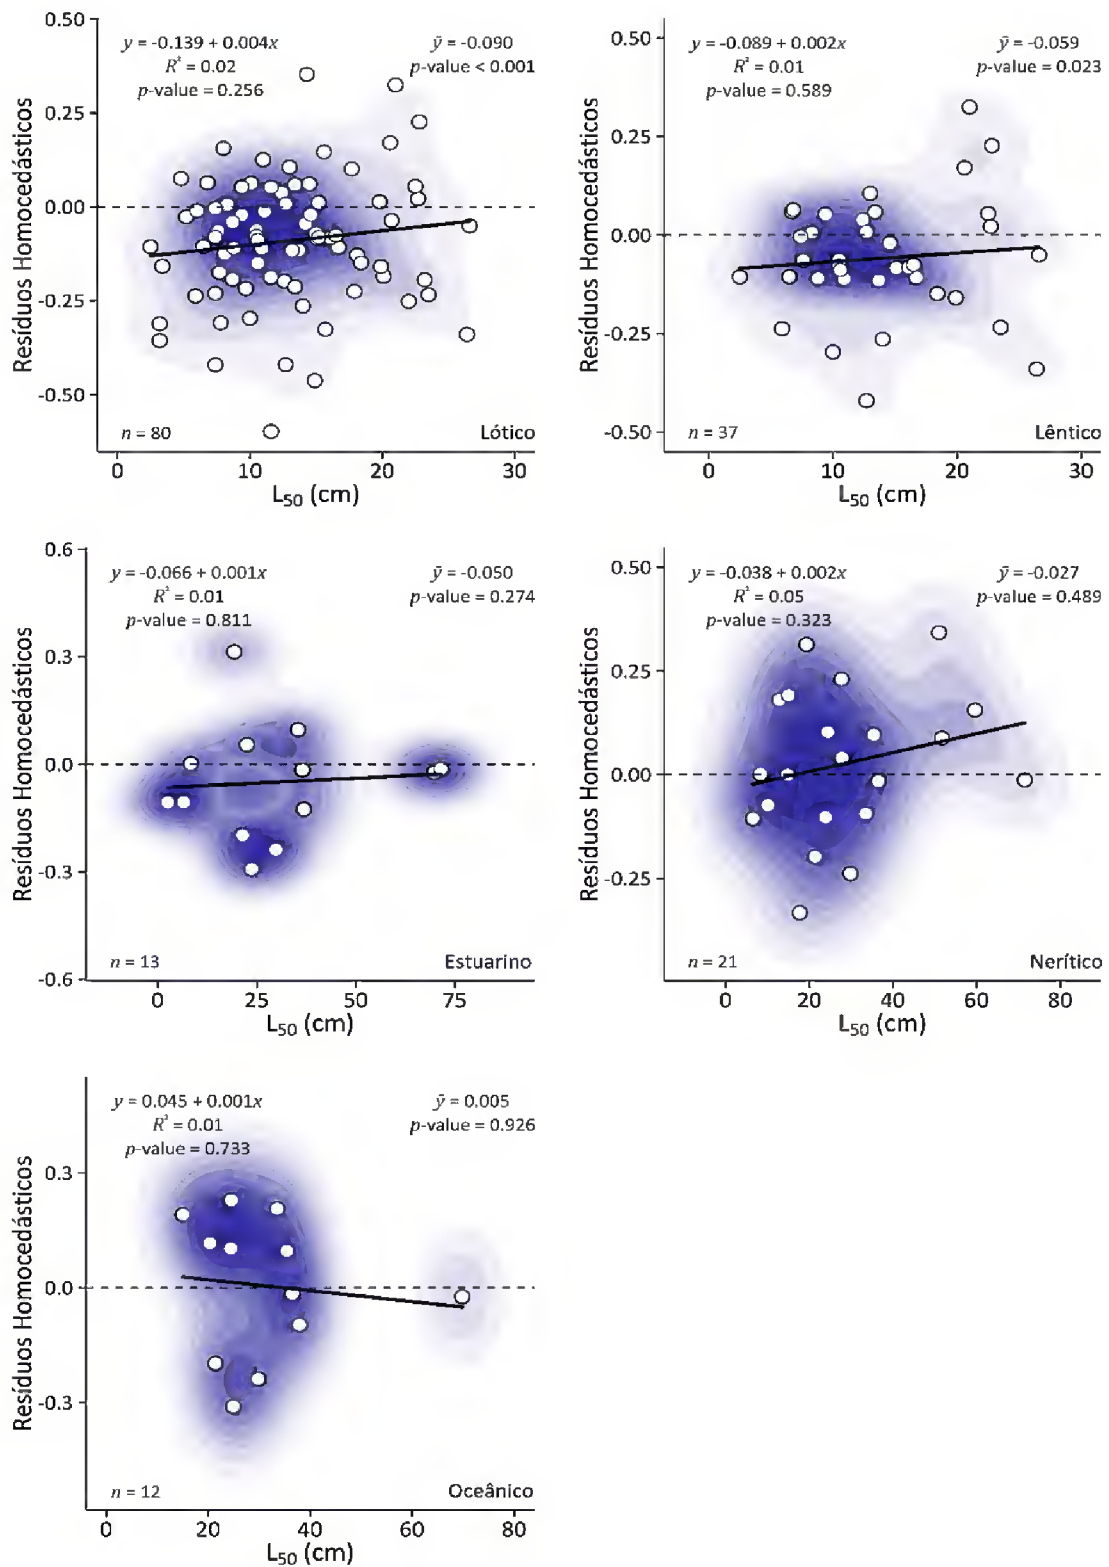 y = -0.139 + 0.004x
R² = 0.02
p-value = 0.256
ȳ = -0.090
p-value < 0.001
0.50
0.25
0.00
-0.25
-0.50
Resíduos Homocedásticos
n = 80
Lótico
0 10 20 30
L50 (cm)
y = -0.089 + 0.002x
R² = 0.01
p-value = 0.589
ȳ = -0.059
p-value = 0.023
0.50
0.25
0.00
-0.25
-0.50
Resíduos Homocedásticos
n = 37
Lêntico
0 10 20 30
L50 (cm)
y = -0.066 + 0.001x
R² = 0.01
p-value = 0.811
ȳ = -0.050
p-value = 0.274
0.6
0.3
0.0
-0.3
-0.6
Resíduos Homocedásticos
n = 13
Estuarino
0 25 50 75
L50 (cm)
y = -0.038 + 0.002x
R² = 0.05
p-value = 0.323
ȳ = -0.027
p-value = 0.489
0.50
0.25
0.00
-0.25
Resíduos Homocedásticos
n = 21
Nerítico
0 20 40 60 80
L50 (cm)
y = 0.045 + 0.001x
R² = 0.01
p-value = 0.733
ȳ = 0.005
p-value = 0.926
0.3
0.0
-0.3
Resíduos Homocedásticos
n = 12
Oceânico
0 20 40 60 80
L50 (cm)